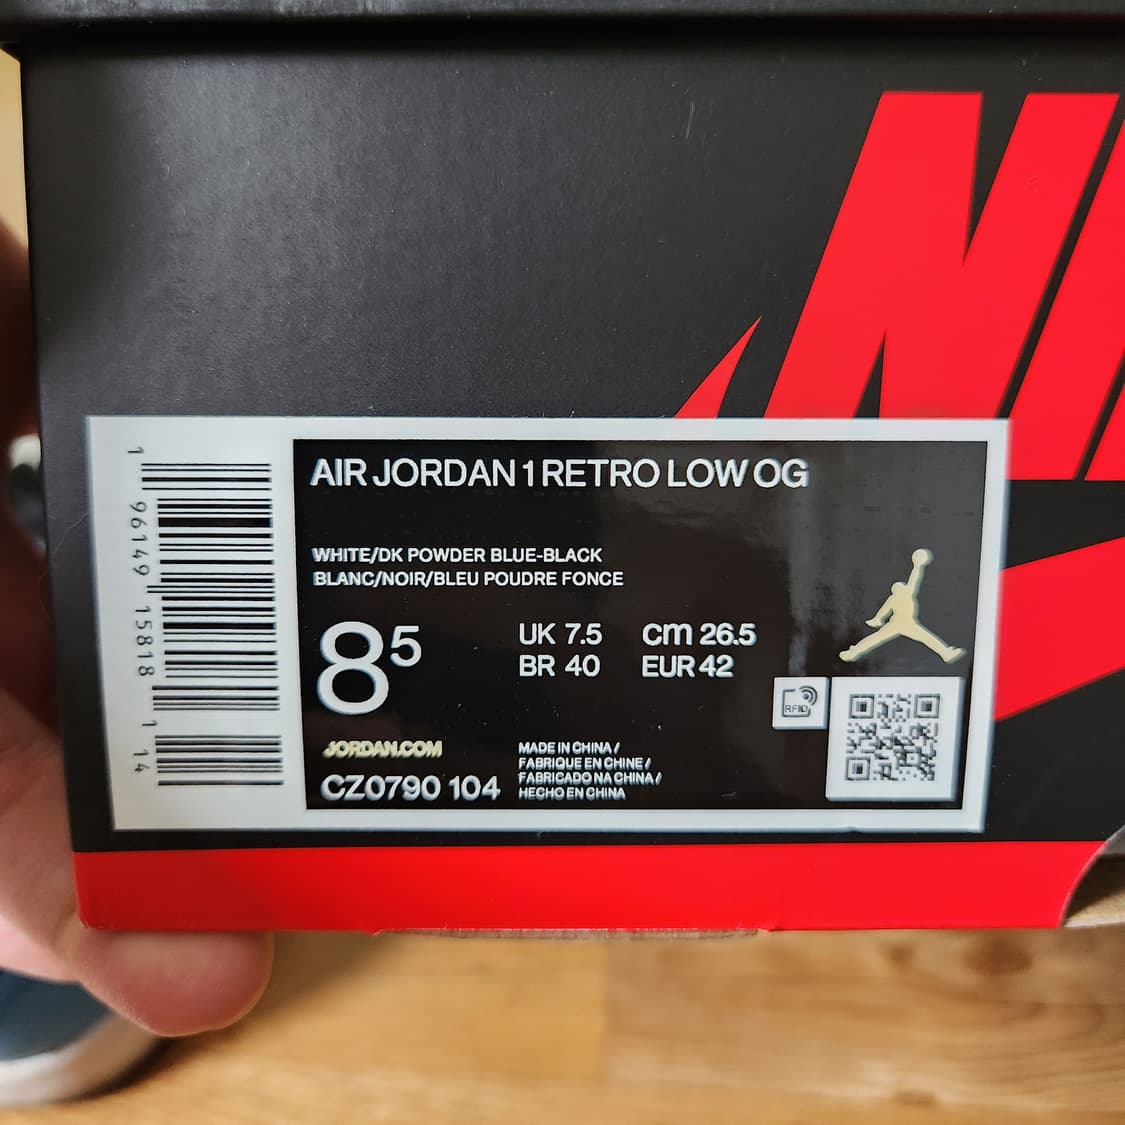 AIR JORDAN 1 RETRO LOW OG
WHITE/DK POWDER BLUE-BLACK
BLANC/NOIR/BLEU POUDRE FONCE
8⁵
UK 7.5 cm 26.5
BR 40 EUR 42
JORDAN.COM
CZ0790 104
MADE IN CHINA /
FABRIQUE EN CHINE /
FABRICADO NA CHINA /
HECHO EN CHINA
RFID
1 96149 15818 1 14